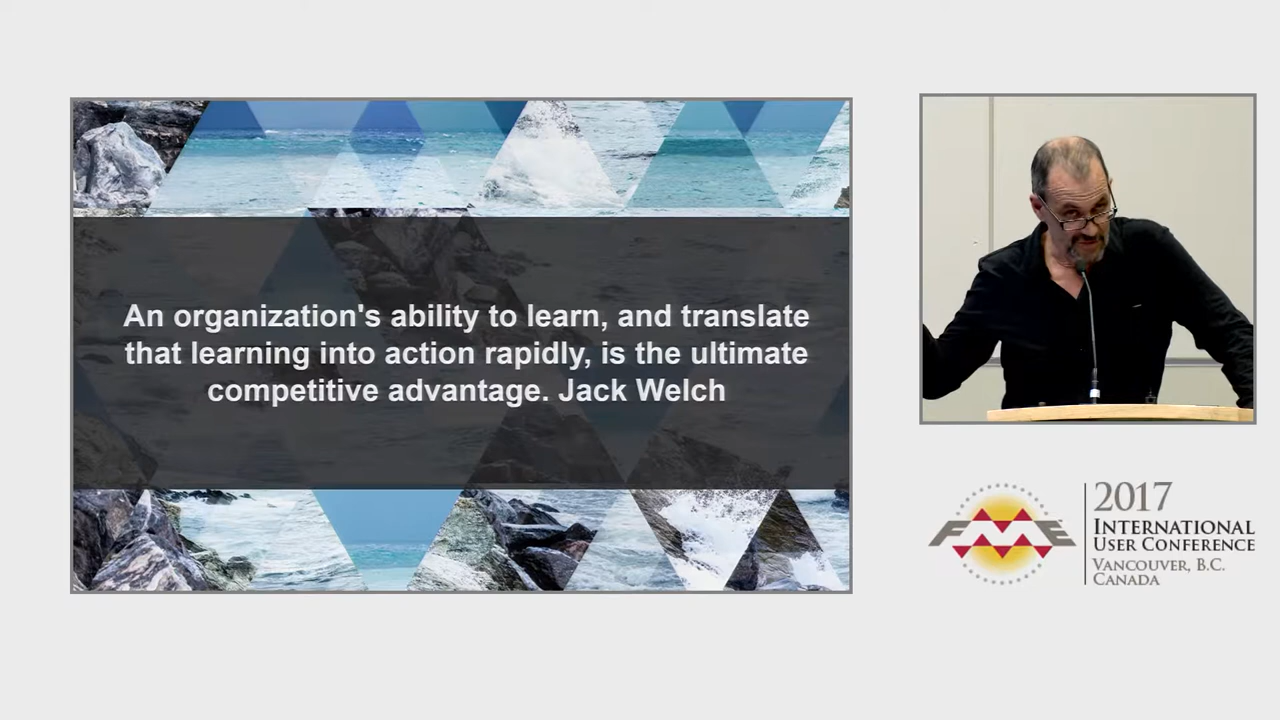 An organization's ability to learn, and translate
that learning into action rapidly, is the ultimate
competitive advantage. Jack Welch
FME
2017
INTERNATIONAL
USER CONFERENCE
VANCOUVER, B.C.
CANADA